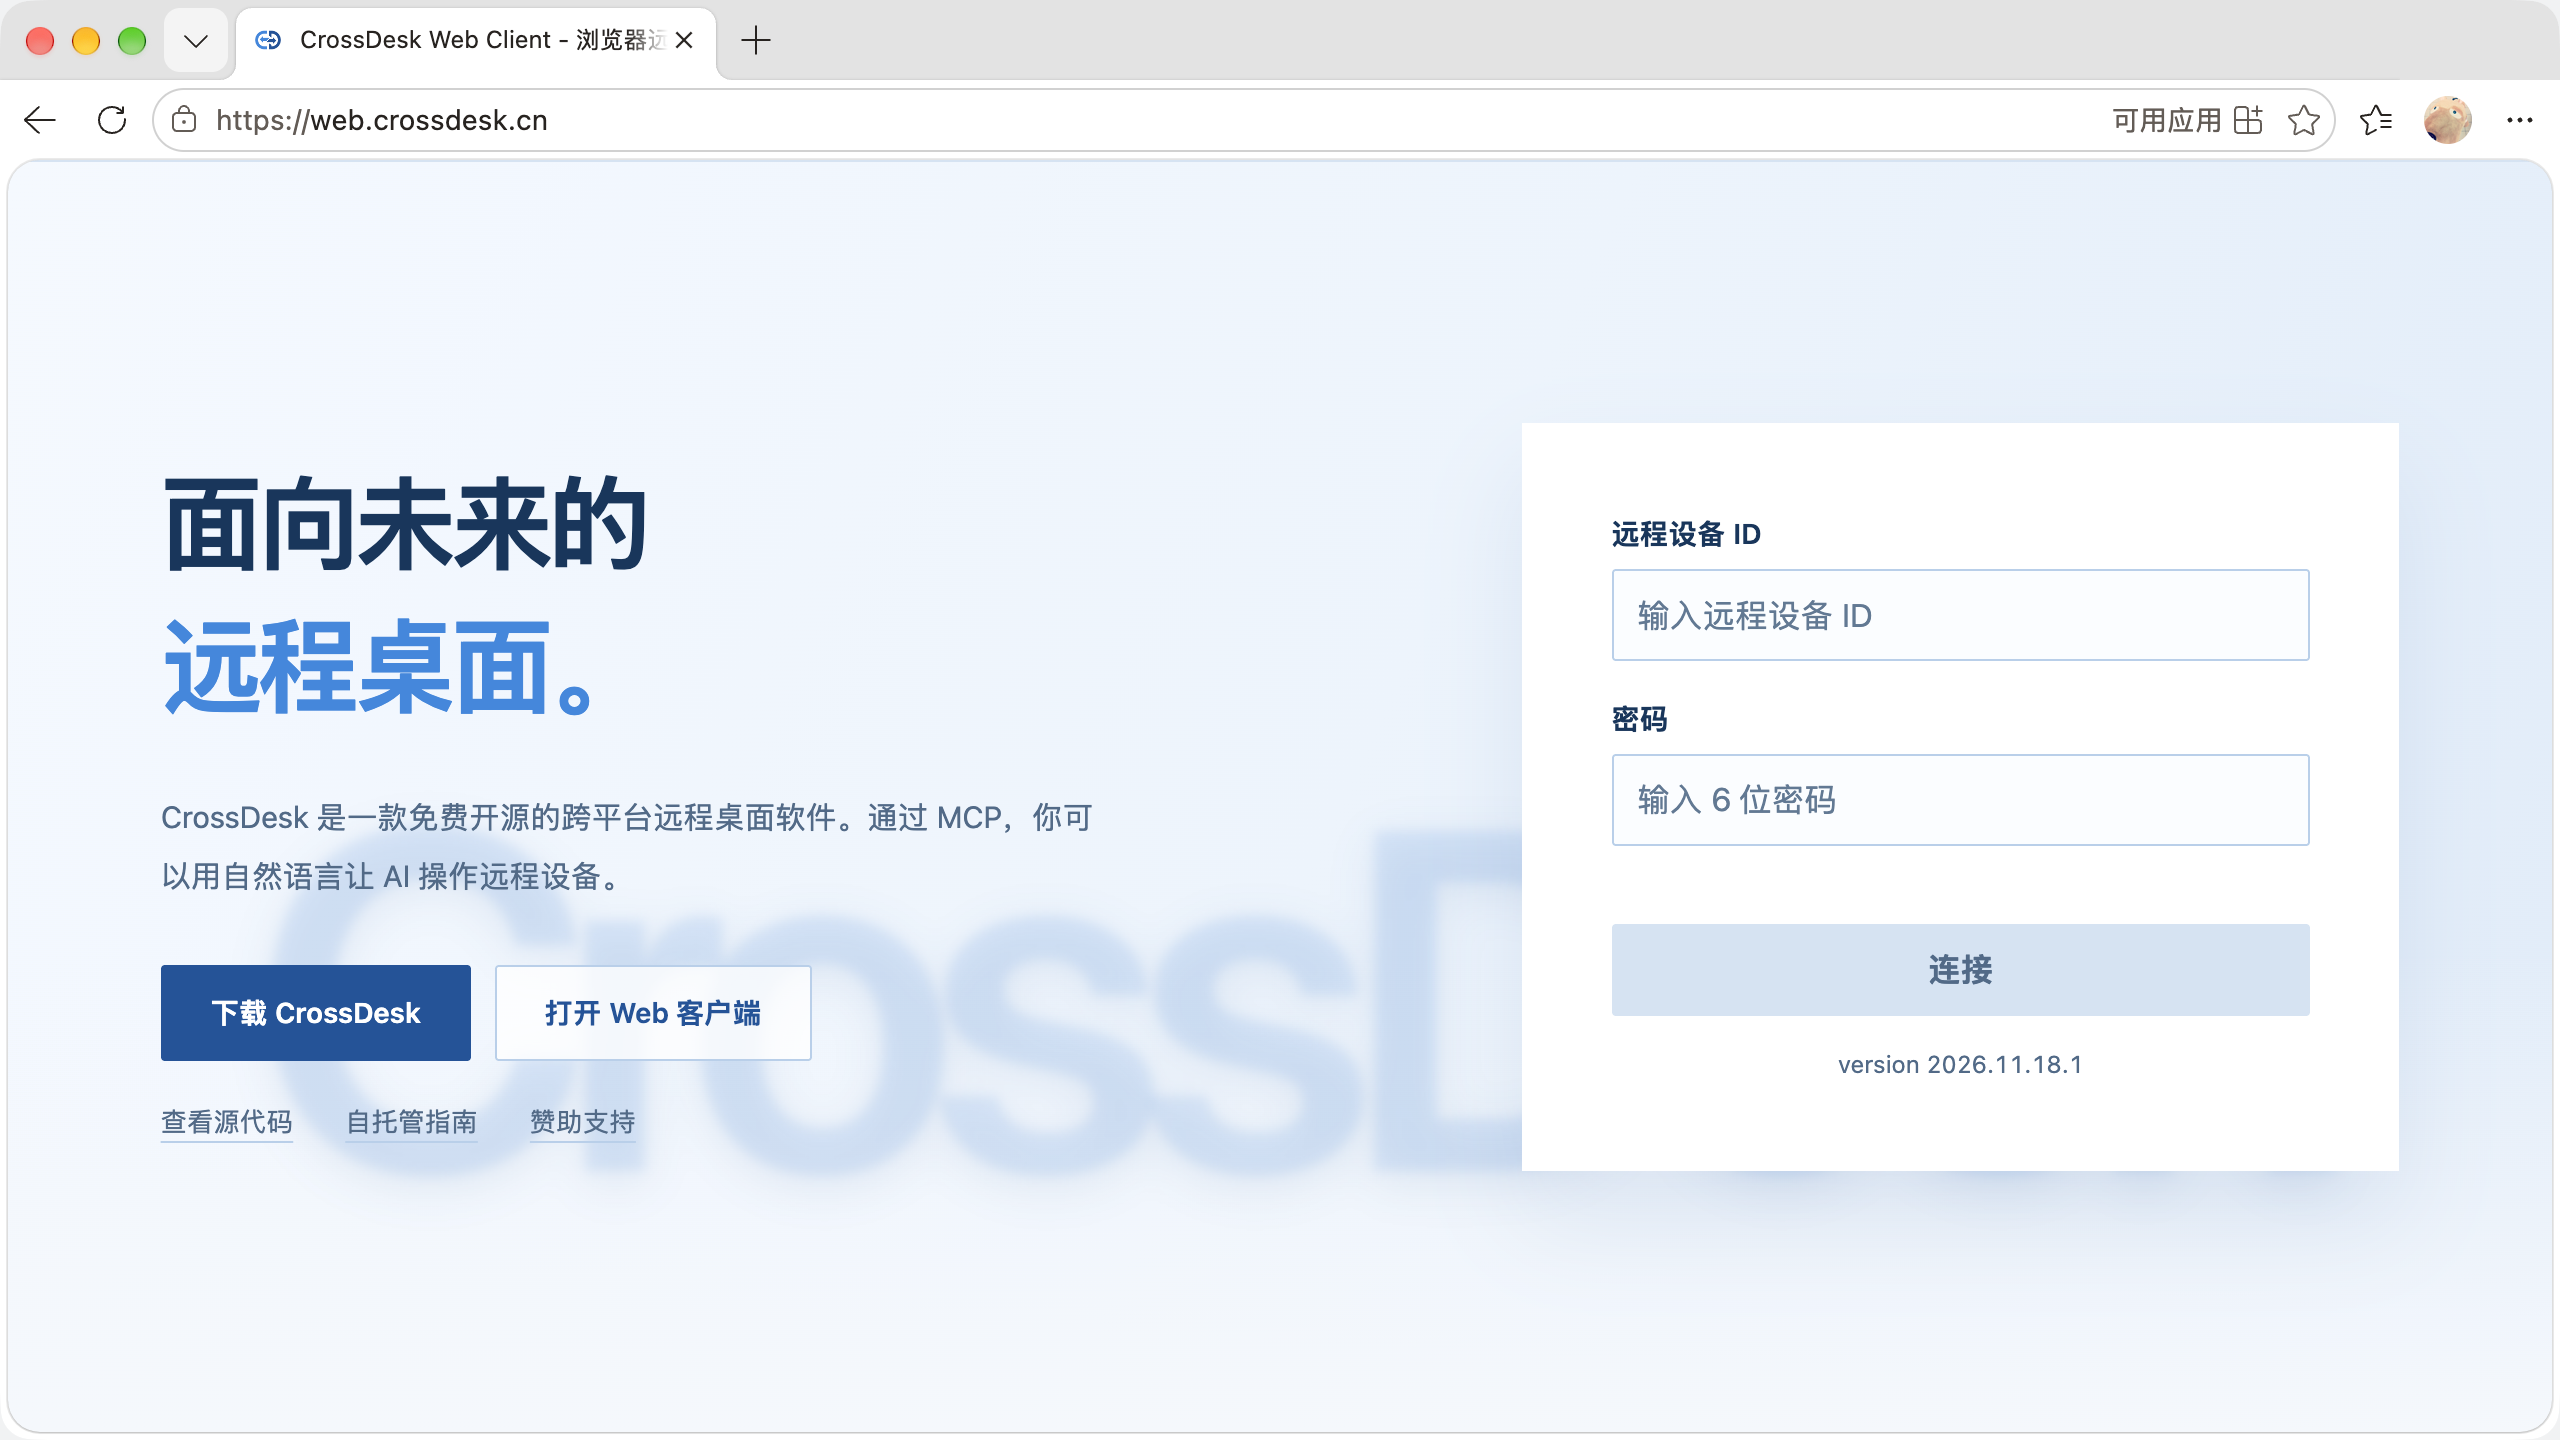 CrossDesk Web Client - 浏览器远
https://web.crossdesk.cn
可用应用
面向未来的
远程桌面。
CrossDesk 是一款免费开源的跨平台远程桌面软件。通过 MCP，你可
以用自然语言让 AI 操作远程设备。
下载 CrossDesk
打开 Web 客户端
查看源代码
自托管指南
赞助支持
远程设备 ID
输入远程设备 ID
密码
输入 6 位密码
连接
version 2026.11.18.1
CrossD